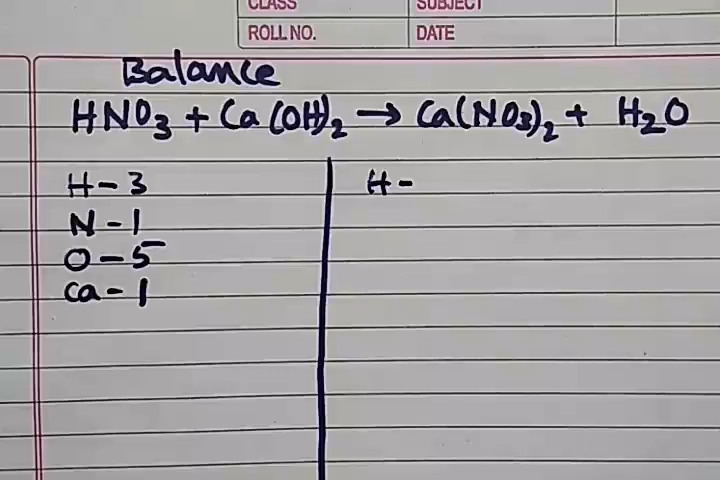 CLASS SUBJECT
ROLL NO. DATE
Balance
HNO₃ + Ca(OH)₂ → Ca(NO₃)₂ + H₂O
H - 3 H -
N - 1
O - 5
Ca - 1